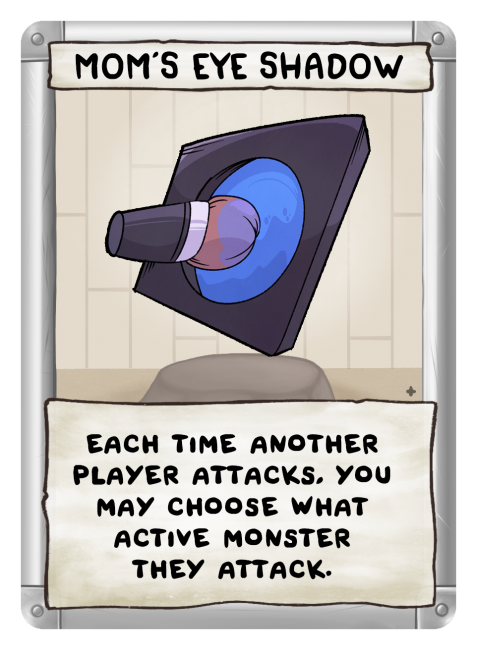 MOM'S EYE SHADOW
EACH TIME ANOTHER
PLAYER ATTACKS, YOU
MAY CHOOSE WHAT
ACTIVE MONSTER
THEY ATTACK.